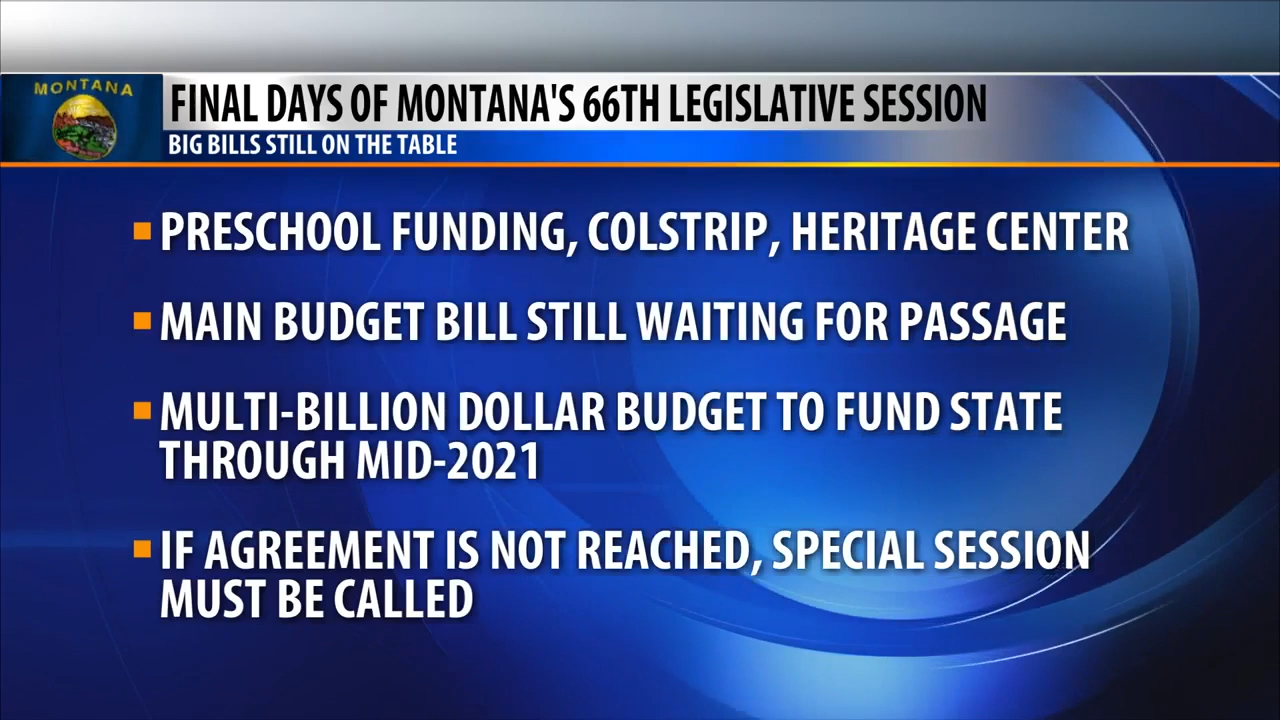 MONTANA
FINAL DAYS OF MONTANA'S 66TH LEGISLATIVE SESSION
BIG BILLS STILL ON THE TABLE
PRESCHOOL FUNDING, COLSTRIP, HERITAGE CENTER
MAIN BUDGET BILL STILL WAITING FOR PASSAGE
MULTI-BILLION DOLLAR BUDGET TO FUND STATE
THROUGH MID-2021
IF AGREEMENT IS NOT REACHED, SPECIAL SESSION
MUST BE CALLED